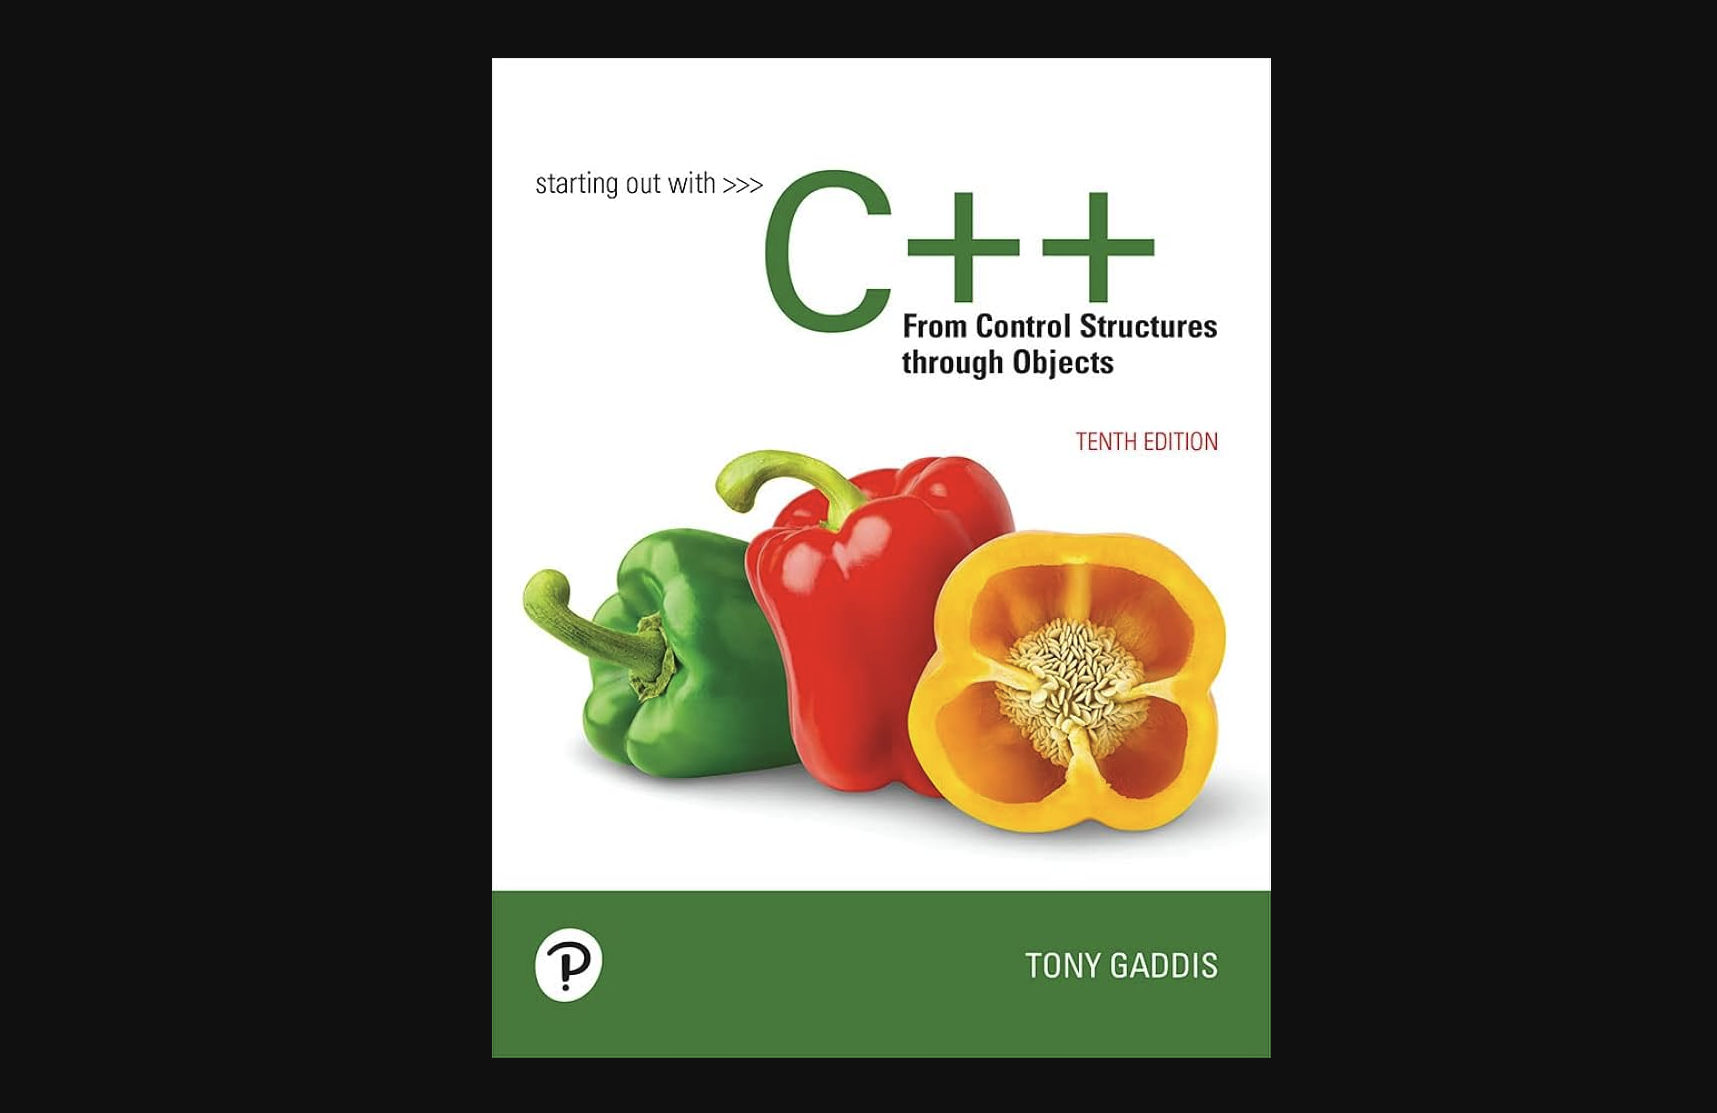 starting out with >>>
C++
From Control Structures
through Objects
TENTH EDITION
TONY GADDIS